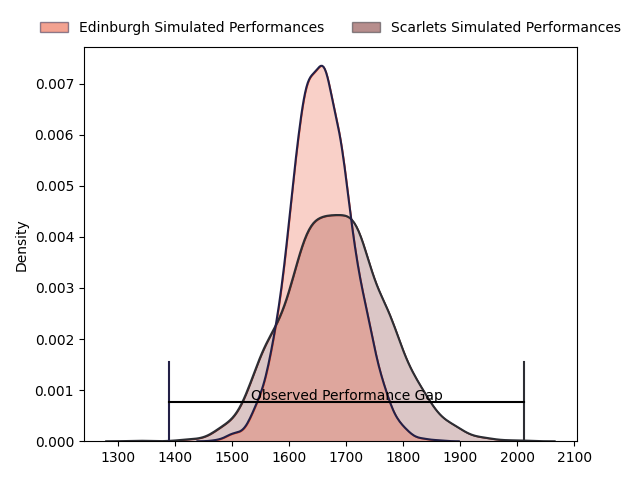 Edinburgh Simulated Performances Scarlets Simulated Performances
0.007
0.006
0.005
0.004
0.003
0.002
0.001
0.000
Density
Observed Performance Gap
1300 1400 1500 1600 1700 1800 1900 2000 2100